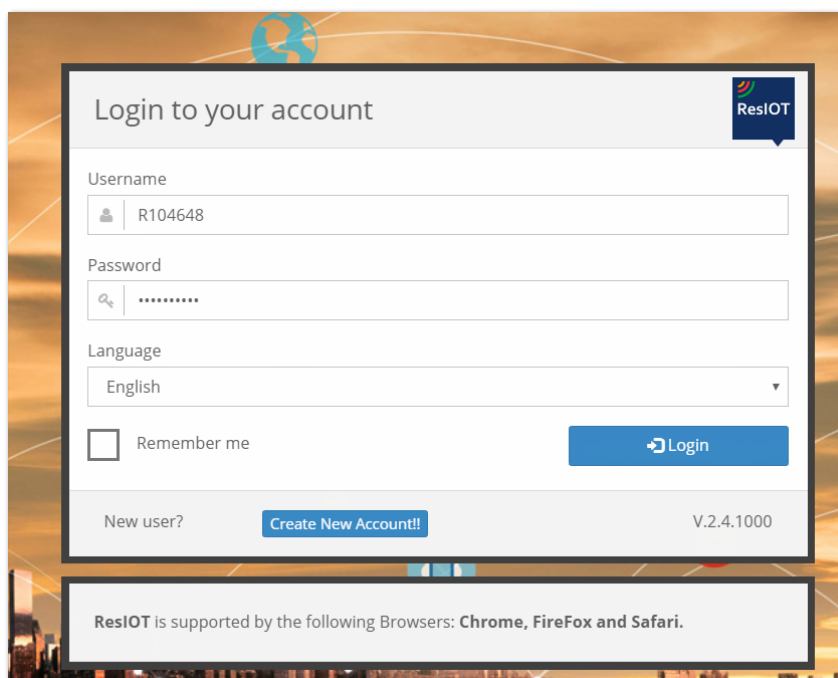 Login to your account
ResIOT
Username
R104648
Password
••••••••••
Language
English
Remember me
Login
New user?
Create New Account!!
V.2.4.1000
ResIOT is supported by the following Browsers: Chrome, FireFox and Safari.